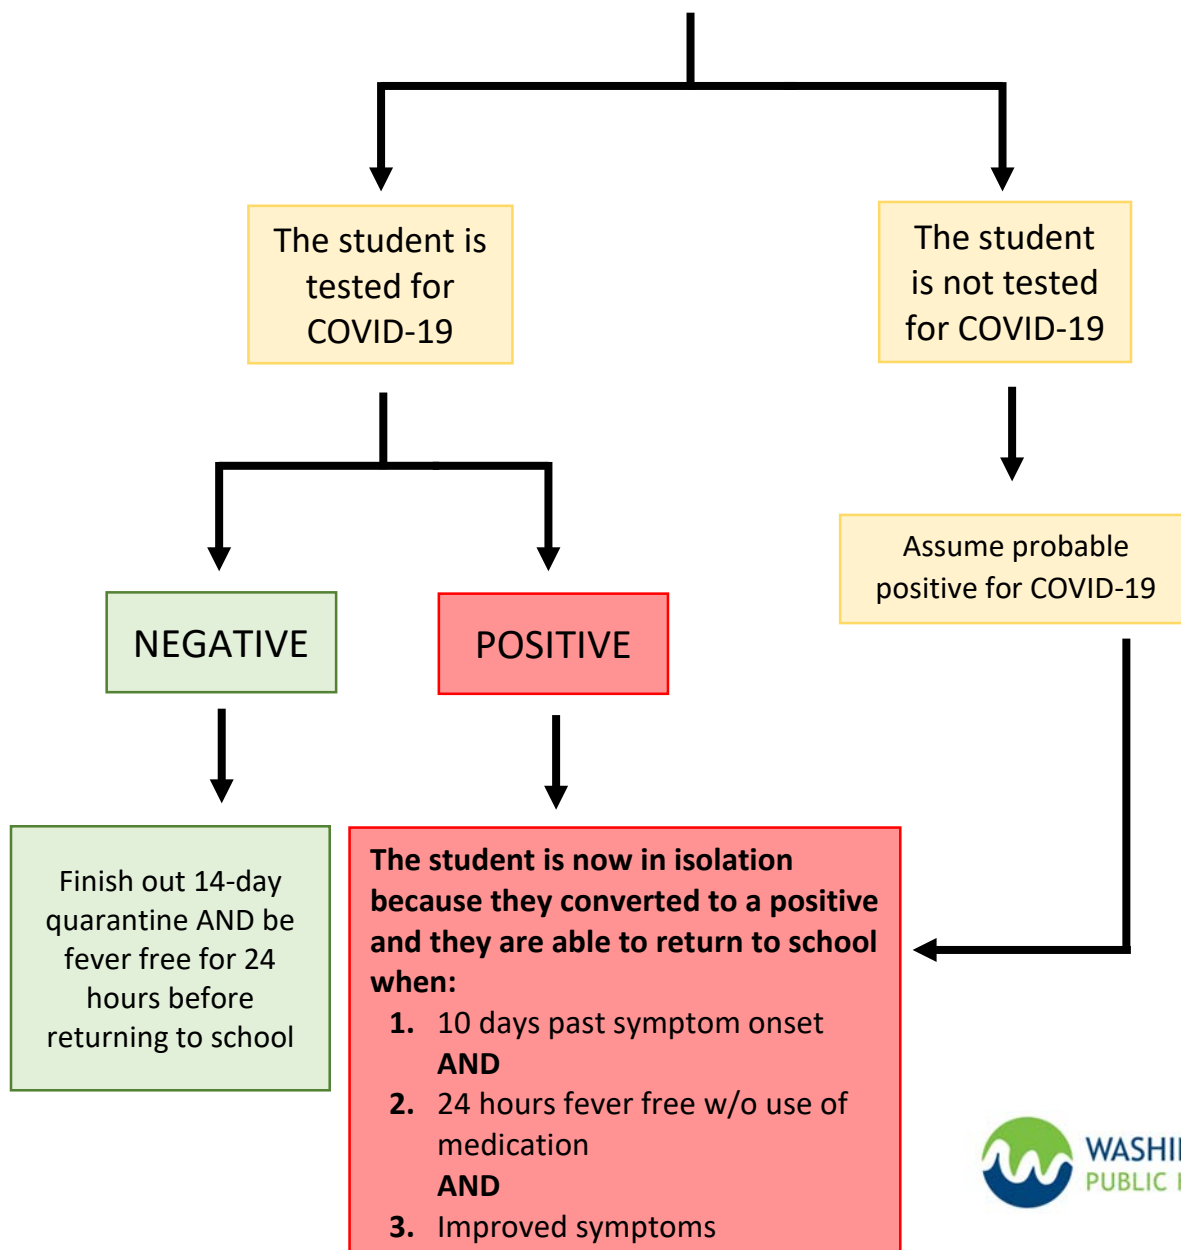 The student is
tested for
COVID-19
The student
is not tested
for COVID-19
Assume probable
positive for COVID-19
NEGATIVE
POSITIVE
Finish out 14-day
quarantine AND be
fever free for 24
hours before
returning to school
The student is now in isolation
because they converted to a positive
and they are able to return to school
when:
1. 10 days past symptom onset
AND
2. 24 hours fever free w/o use of
medication
AND
3. Improved symptoms
PUBLIC